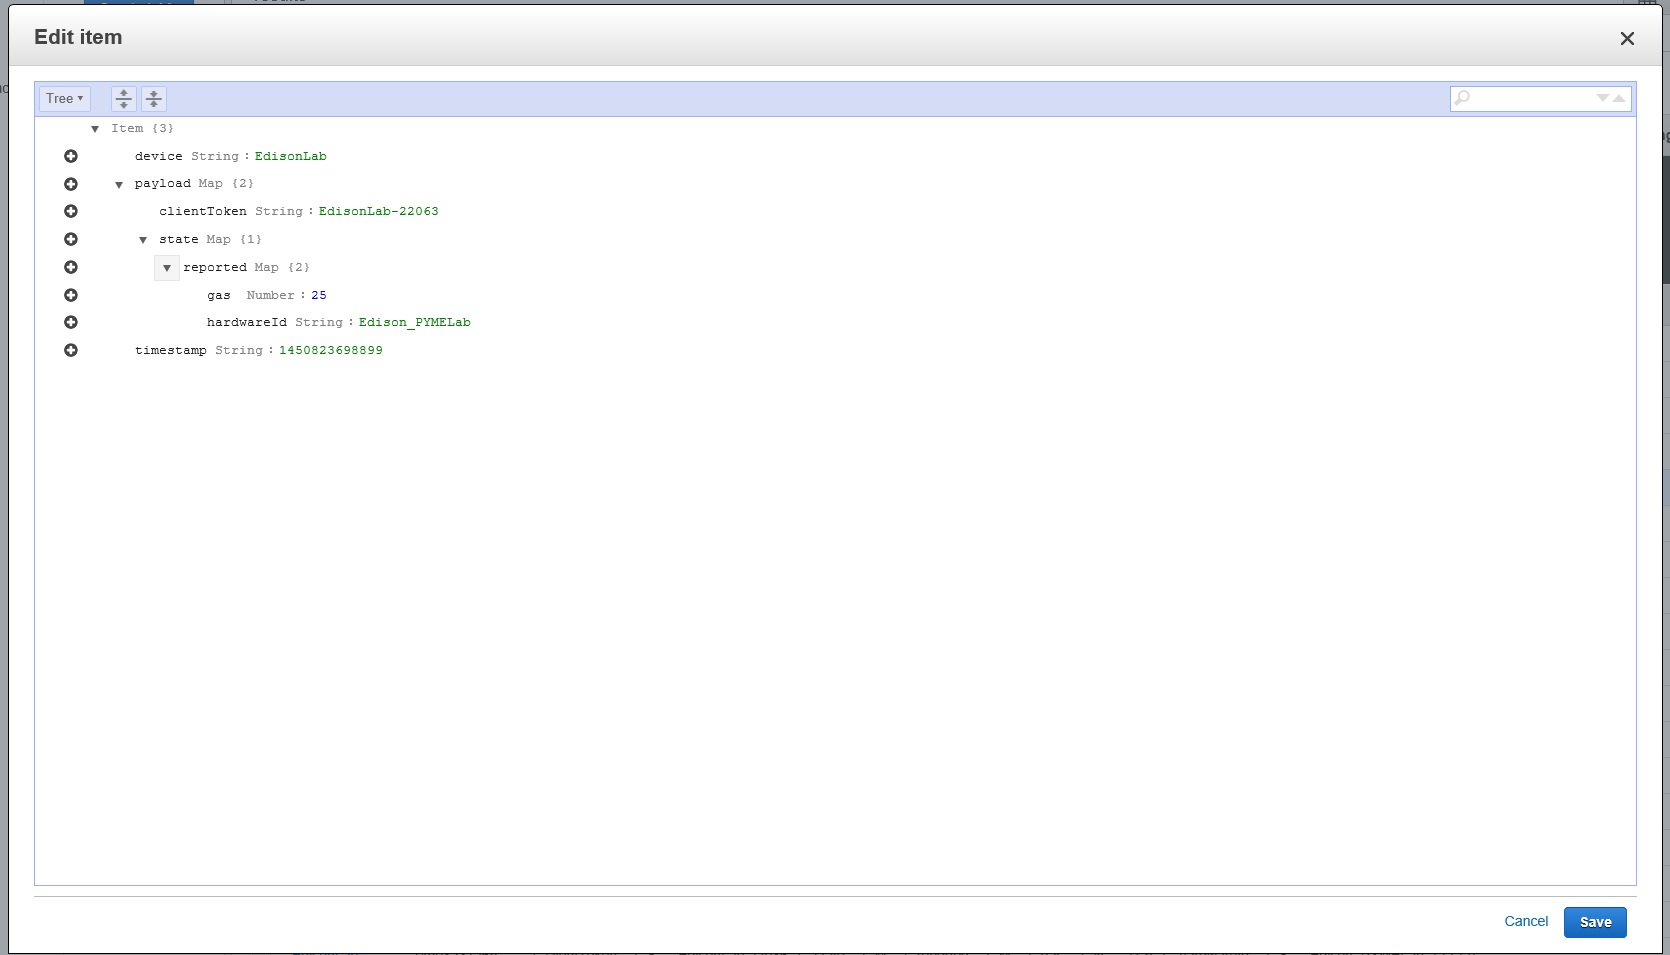 Edit item
Tree
Item {3}
device String : EdisonLab
payload Map {2}
clientToken String : EdisonLab-22063
state Map {1}
reported Map {2}
gas Number : 25
hardwareId String : Edison_PYMELab
timestamp String : 1450823698899
Cancel Save